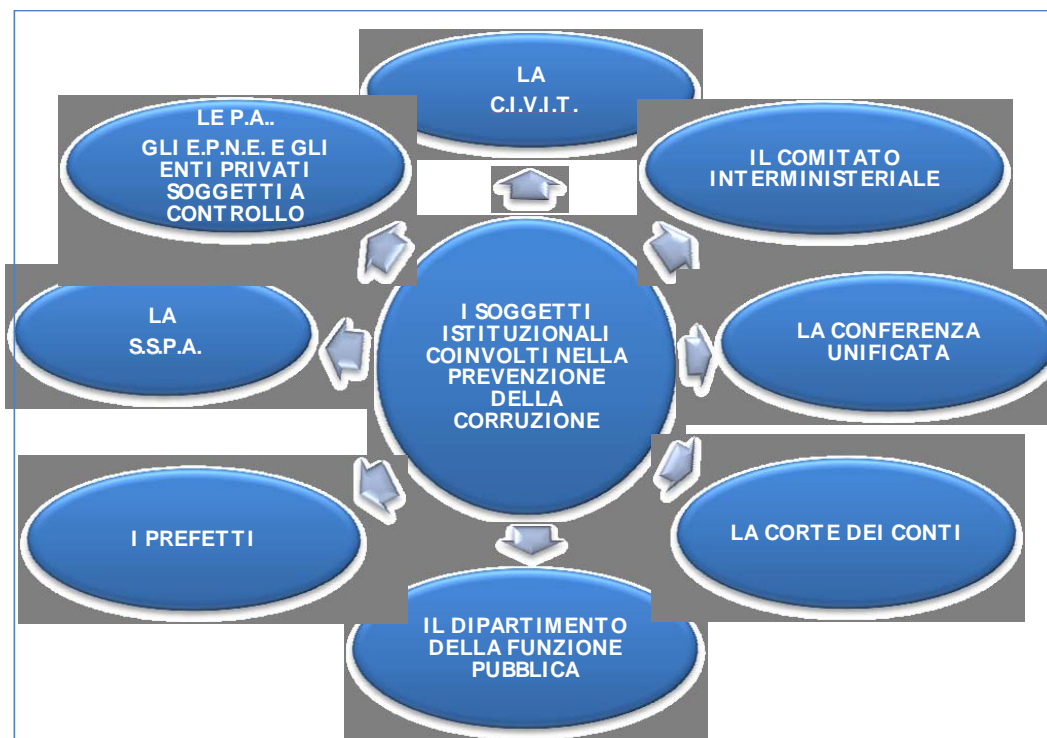 LA
C.I.V.I.T.
LE P.A..
GLI E.P.N.E. E GLI
ENTI PRIVATI
SOGGETTI A
CONTROLLO
IL COMITATO
INTERMINISTERIALE
I SOGGETTI
ISTITUZIONALI
COINVOLTI NELLA
PREVENZIONE
DELLA
CORRUZIONE
LA
S.S.P.A.
LA CONFERENZA
UNIFICATA
I PREFETTI
LA CORTE DEI CONTI
IL DIPARTIMENTO
DELLA FUNZIONE
PUBBLICA